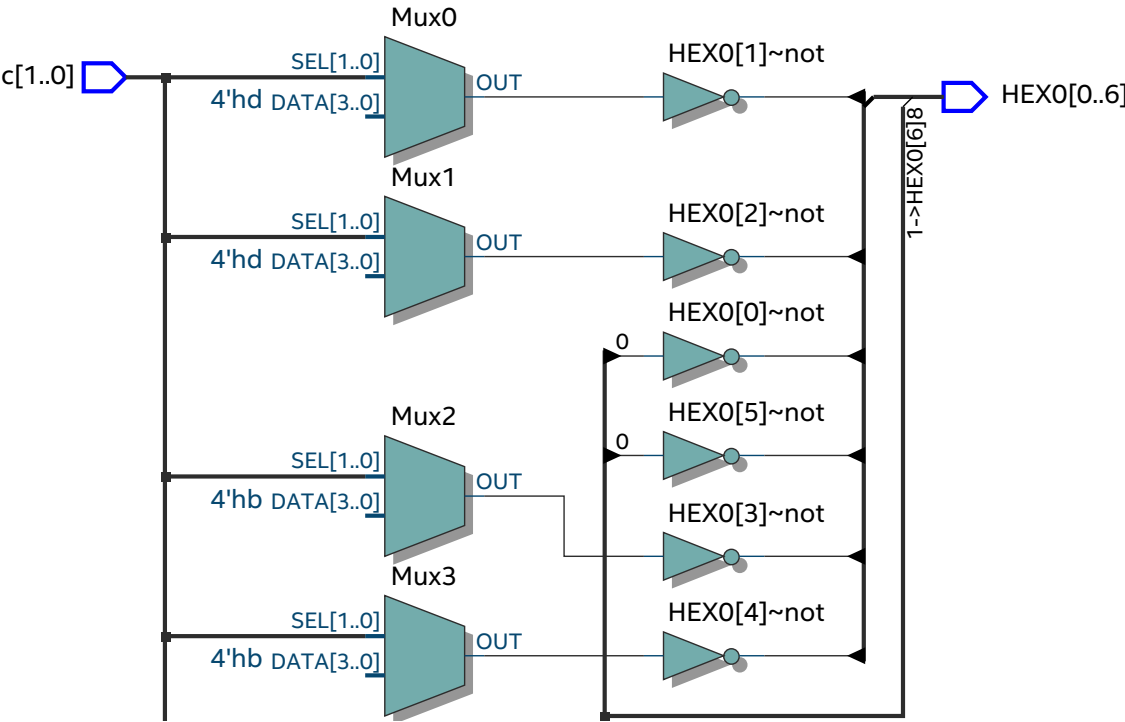 c[1..0]
Mux0
SEL[1..0]
4'hd DATA[3..0]
OUT
HEX0[1]~not
HEX0[0..6]
1->HEX0[6]8
Mux1
SEL[1..0]
4'hd DATA[3..0]
OUT
HEX0[2]~not
HEX0[0]~not
0
HEX0[5]~not
0
Mux2
SEL[1..0]
4'hb DATA[3..0]
OUT
HEX0[3]~not
Mux3
SEL[1..0]
4'hb DATA[3..0]
OUT
HEX0[4]~not